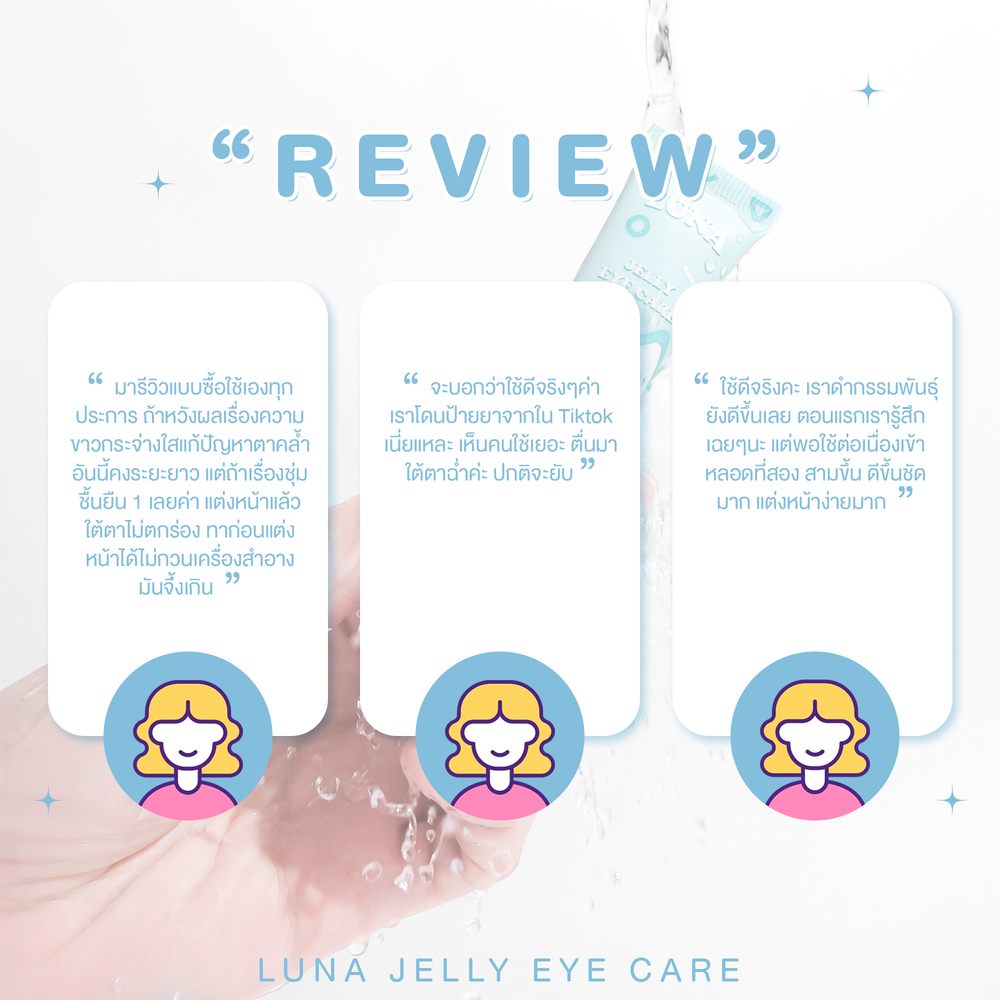 “REVIEW”
LUNA
JELLY
EYE CARE
“ มารีวิวแบบซื้อใช้เองทุก
ประการ ถ้าหวังผลเรื่องความ
ขาวกระจ่างใสแก้ปัญหาตาคล้ำ
อันนี้คงระยะยาว แต่ถ้าเรื่องชุ่ม
ชื้นยืน 1 เลยค่า แต่งหน้าแล้ว
ใต้ตาไม่ตกร่อง ทาก่อนแต่ง
หน้าได้ไม่กวนเครื่องสำอาง
มันจึ้งเกิน ”
“ จะบอกว่าใช้ดีจริงๆค่า
เราโดนป้ายยาจากใน Tiktok
เนี่ยแหละ เห็นคนใช้เยอะ ตื่นมา
ใต้ตาฉ่ำค่ะ ปกติจะยับ ”
“ ใช้ดีจริงคะ เราดำกรรมพันธุ์
ยังดีขึ้นเลย ตอนแรกเรารู้สึก
เฉยๆนะ แต่พอใช้ต่อเนื่องเข้า
หลอดที่สอง สามขึ้น ดีขึ้นชัด
มาก แต่งหน้าง่ายมาก ”
LUNA JELLY EYE CARE